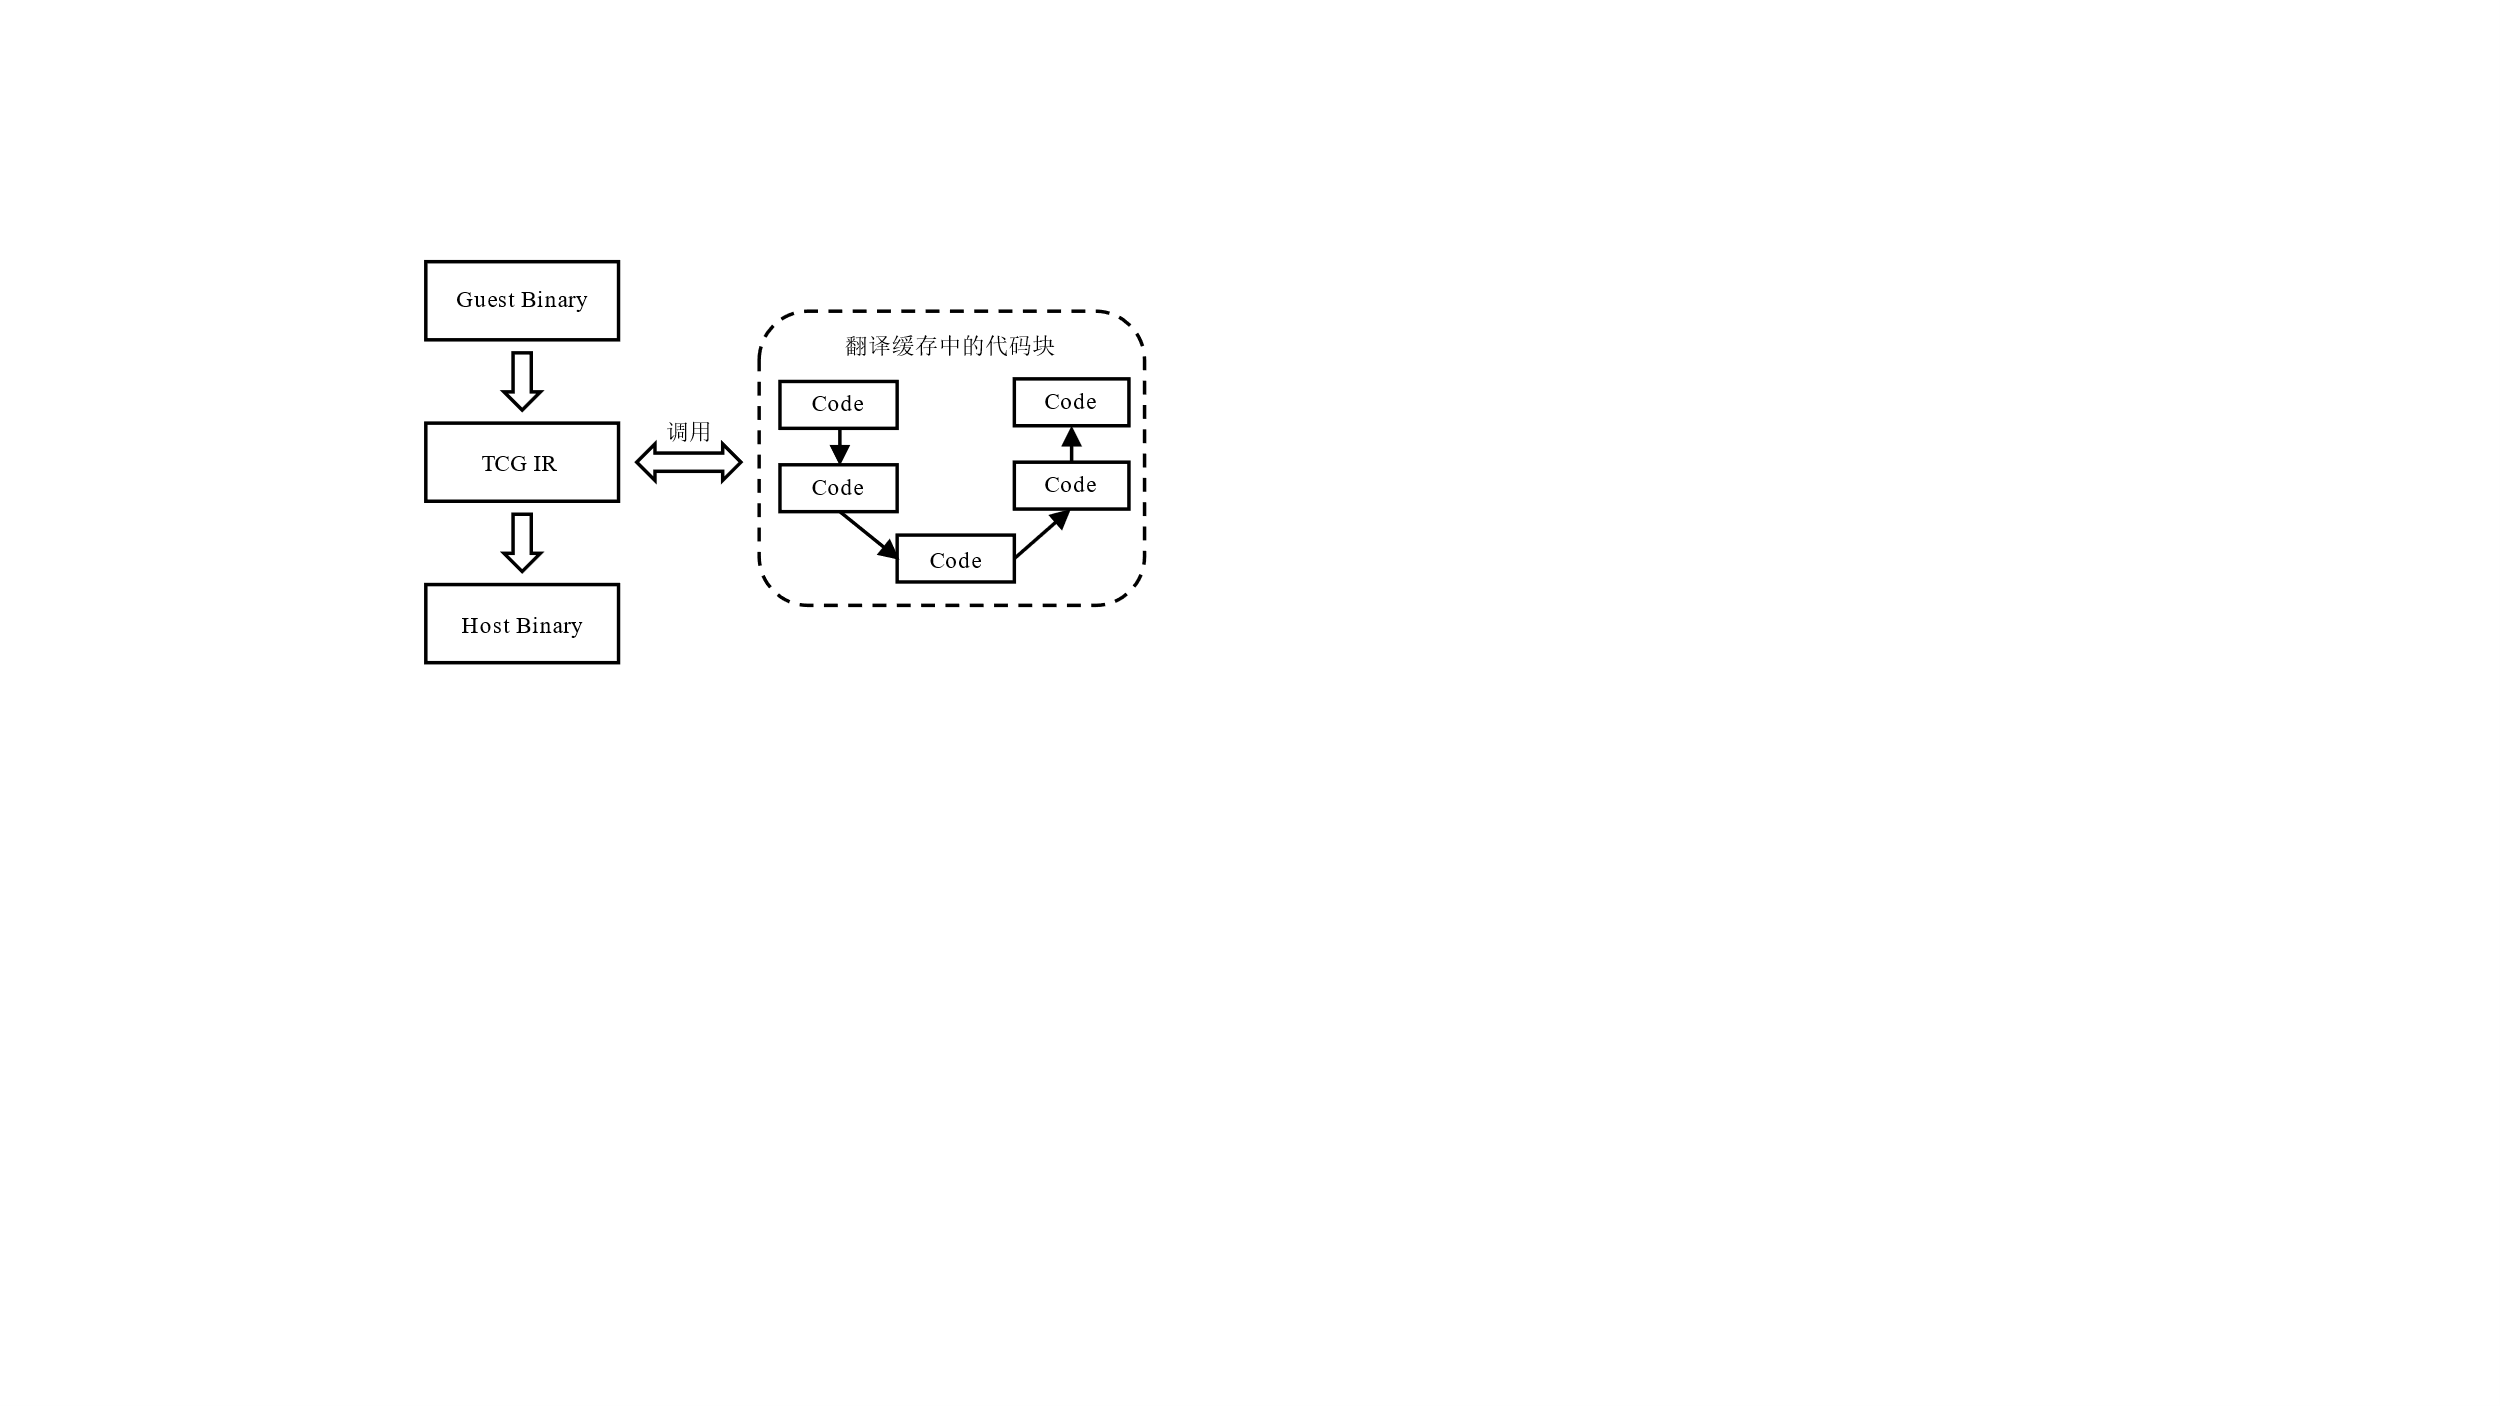 Guest Binary
翻译缓存中的代码块
Code
Code
调用
TCG IR
Code
Code
Code
Host Binary